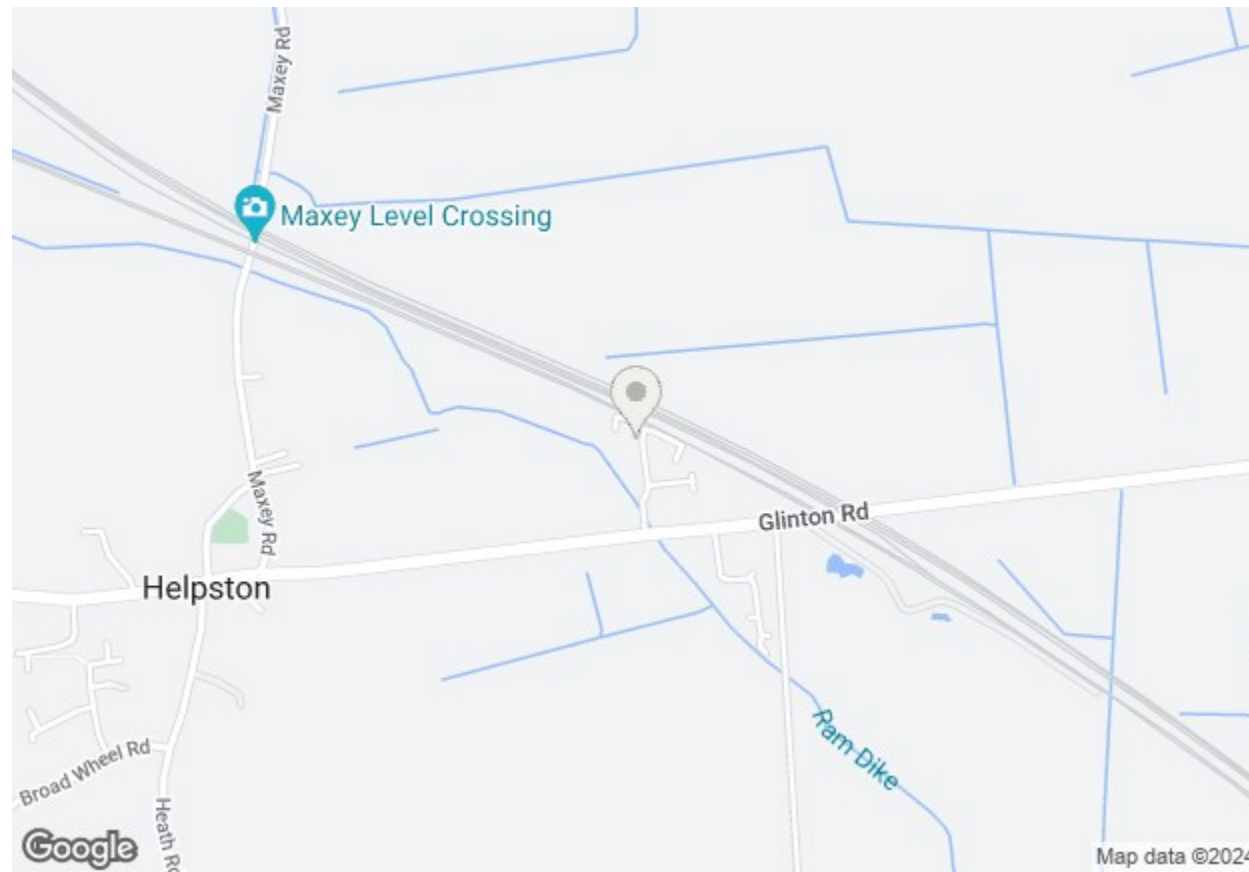 Maxey Rd
Maxey Level Crossing
Maxey Rd
Glinton Rd
Helpston
Ram Dike
Broad Wheel Rd
Heath Rd
Google
Map data ©2024